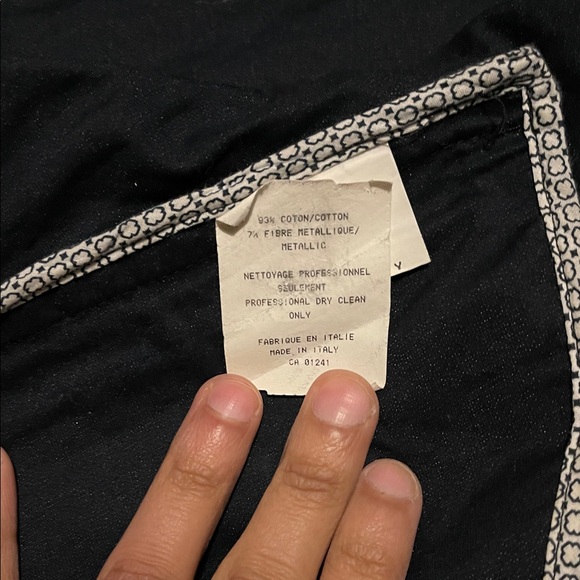 93% COTON/COTTON
7% FIBRE METALLIQUE/
METALLIC
NETTOYAGE PROFESSIONNEL
SEULEMENT
PROFESSIONAL DRY CLEAN
ONLY
FABRIQUE EN ITALIE
MADE IN ITALY
CA 01241
Y